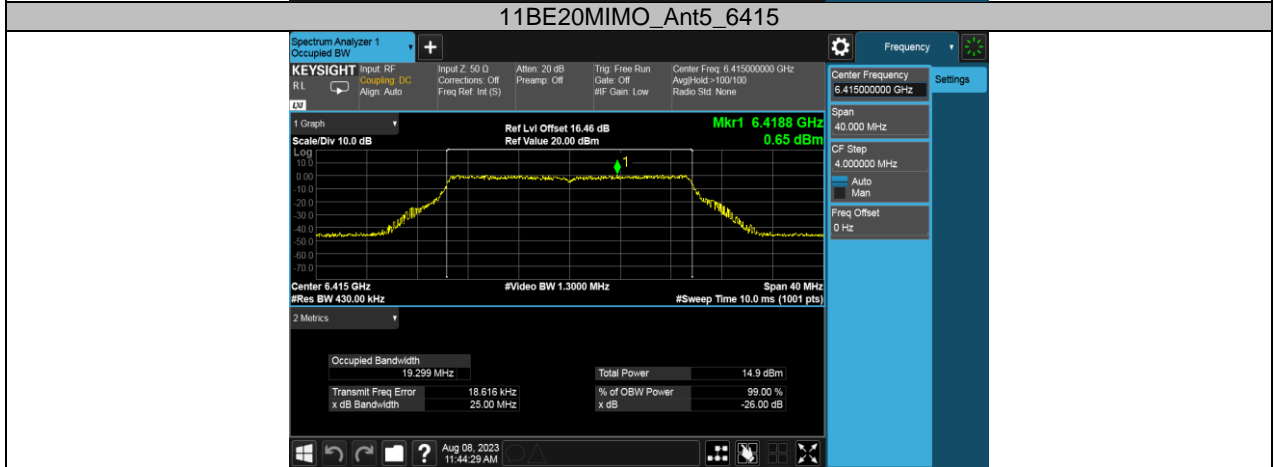 11BE20MIMO_Ant5_6415
Spectrum Analyzer 1
Occupied BW
+
Frequency
KEYSIGHT
Input: RF
Input Z: 50 Ω
Atten: 20 dB
Trig: Free Run
Center Freq: 6.415000000 GHz
RL
Coupling: DC
Corrections: Off
Preamp: Off
Gate: Off
Avg|Hold:>100/100
Align: Auto
Freq Ref: Int (S)
#IF Gain: Low
Radio Std: None
LXI
Center Frequency
6.415000000 GHz
Settings
Span
40.000 MHz
CF Step
4.000000 MHz
Auto
Man
Freq Offset
0 Hz
1 Graph
Ref Lvl Offset 16.46 dB
Mkr1 6.4188 GHz
Scale/Div 10.0 dB
Ref Value 20.00 dBm
0.65 dBm
Log
10.0
0.00
-10.0
-20.0
-30.0
-40.0
-50.0
-60.0
-70.0
1
Center 6.415 GHz
#Video BW 1.3000 MHz
Span 40 MHz
#Res BW 430.00 kHz
#Sweep Time 10.0 ms (1001 pts)
2 Metrics
Occupied Bandwidth
19.299 MHz
Total Power 14.9 dBm
Transmit Freq Error 18.616 kHz
% of OBW Power 99.00 %
x dB Bandwidth 25.00 MHz
x dB -26.00 dB
?
Aug 08, 2023
11:44:29 AM